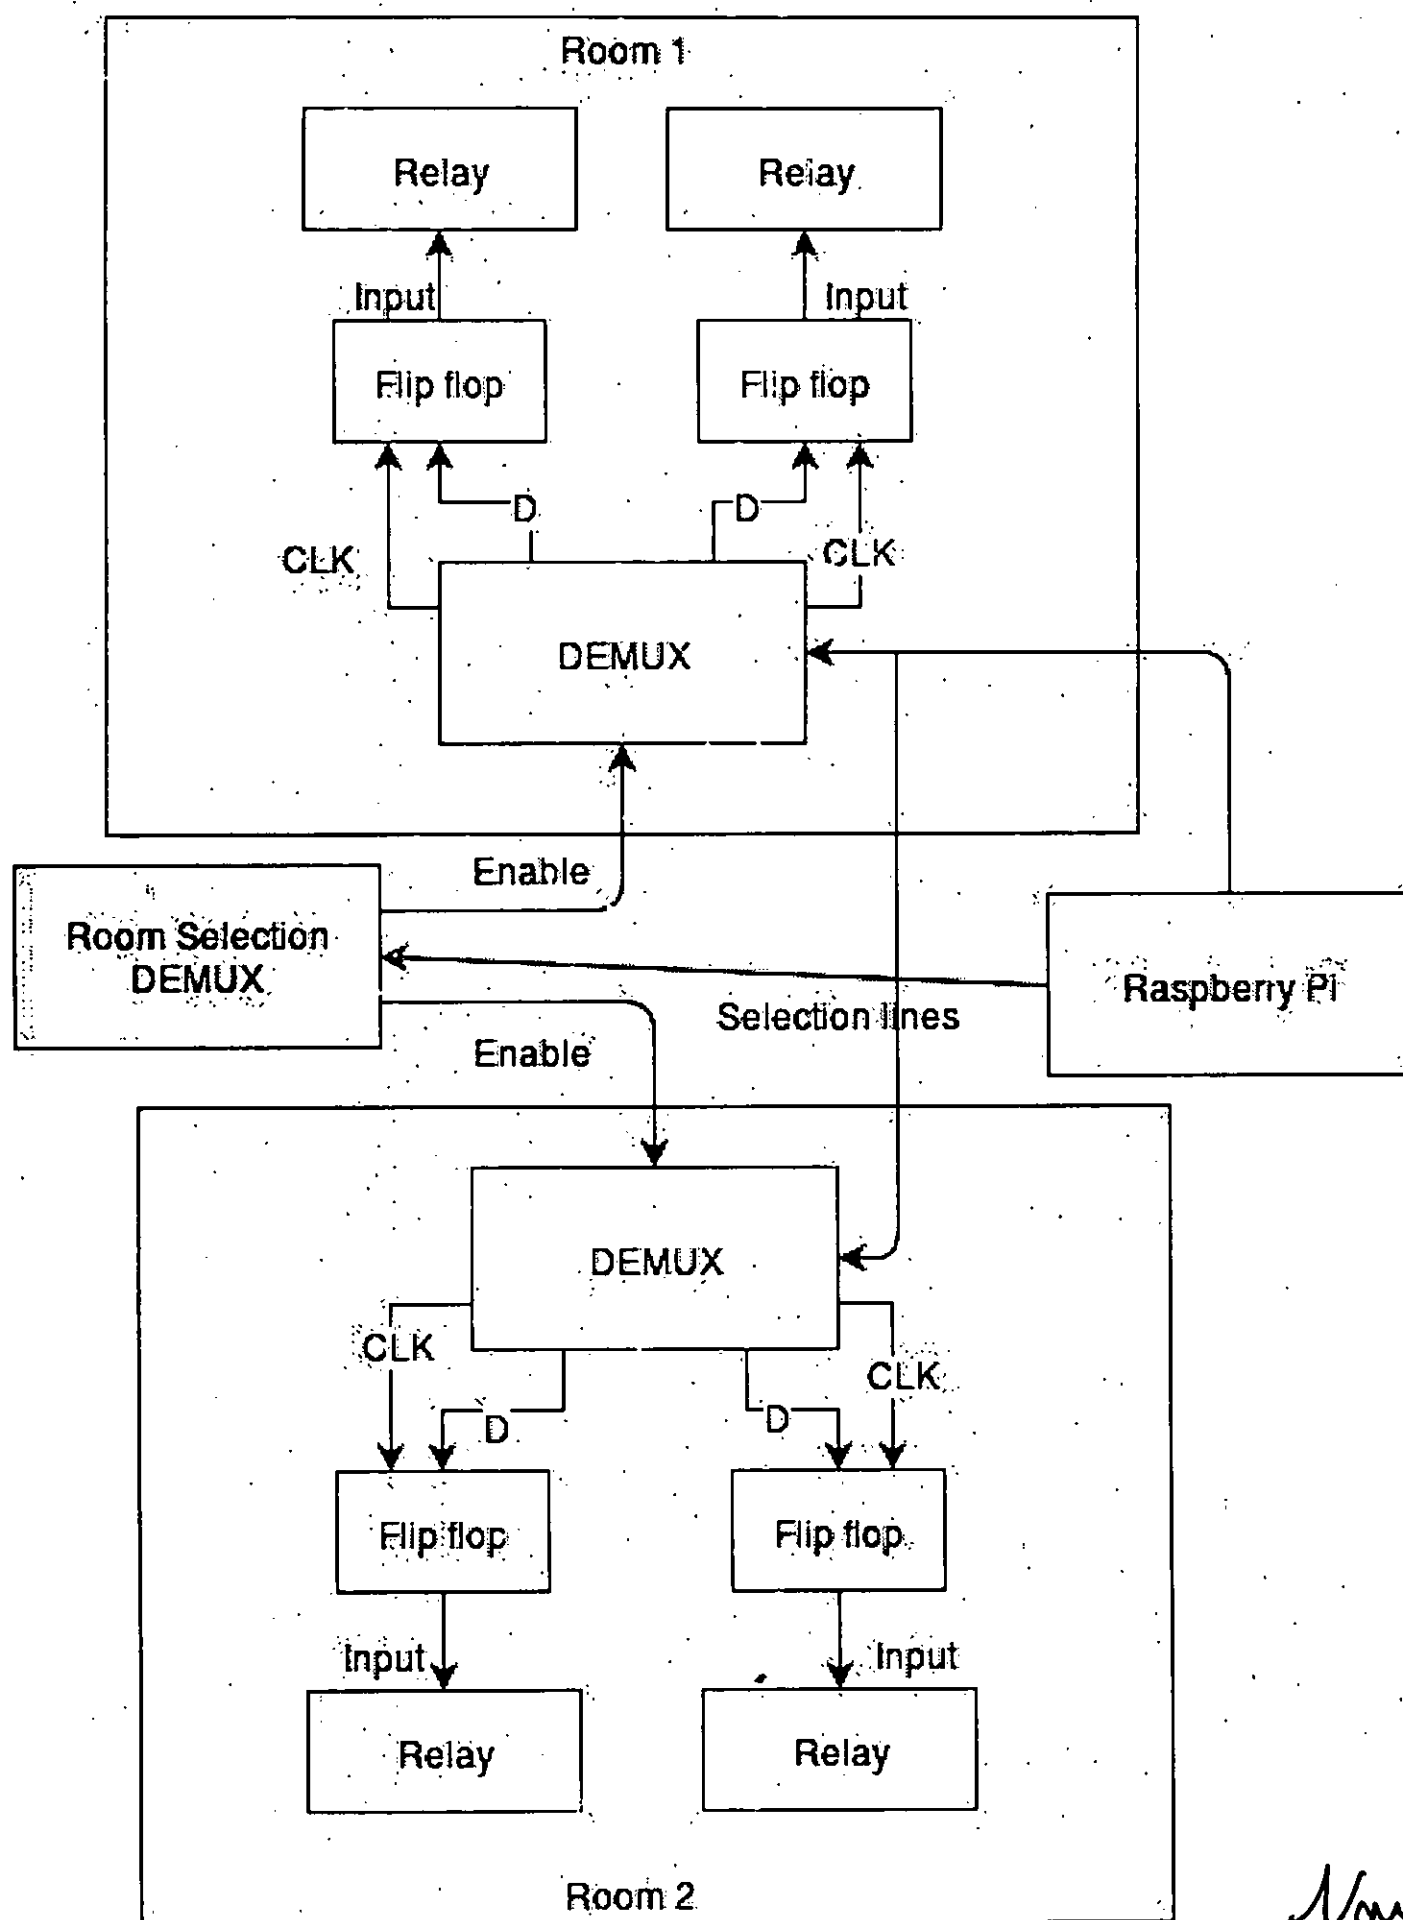 Room 1
Relay
Relay
Input
Input
Flip flop
Flip flop
D
D
CLK
CLK
DEMUX
Enable
Room Selection
DEMUX
Raspberry Pi
Selection lines
Enable
DEMUX
CLK
CLK
D
D
Flip flop
Flip flop
Input
Input
Relay
Relay
Room 2